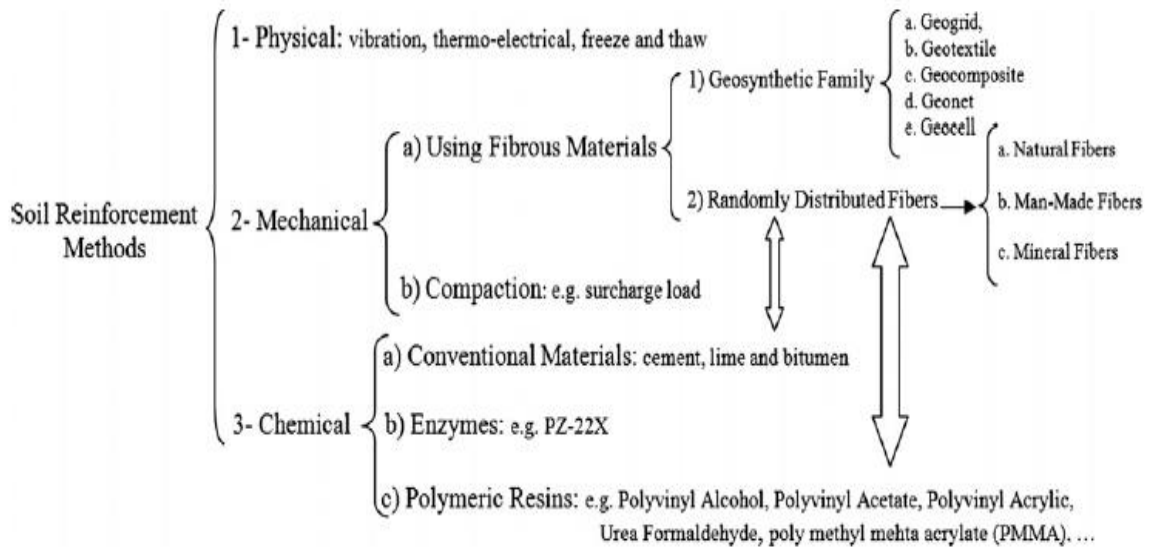 Soil Reinforcement
Methods
1- Physical: vibration, thermo-electrical, freeze and thaw
2- Mechanical
a) Using Fibrous Materials
1) Geosynthetic Family
a. Geogrid,
b. Geotextile
c. Geocomposite
d. Geonet
e. Geocell
2) Randomly Distributed Fibers
a. Natural Fibers
b. Man-Made Fibers
c. Mineral Fibers
b) Compaction: e.g. surcharge load
3- Chemical
a) Conventional Materials: cement, lime and bitumen
b) Enzymes: e.g. PZ-22X
c) Polymeric Resins: e.g. Polyvinyl Alcohol, Polyvinyl Acetate, Polyvinyl Acrylic,
Urea Formaldehyde, poly methyl mehta acrylate (PMMA), ...